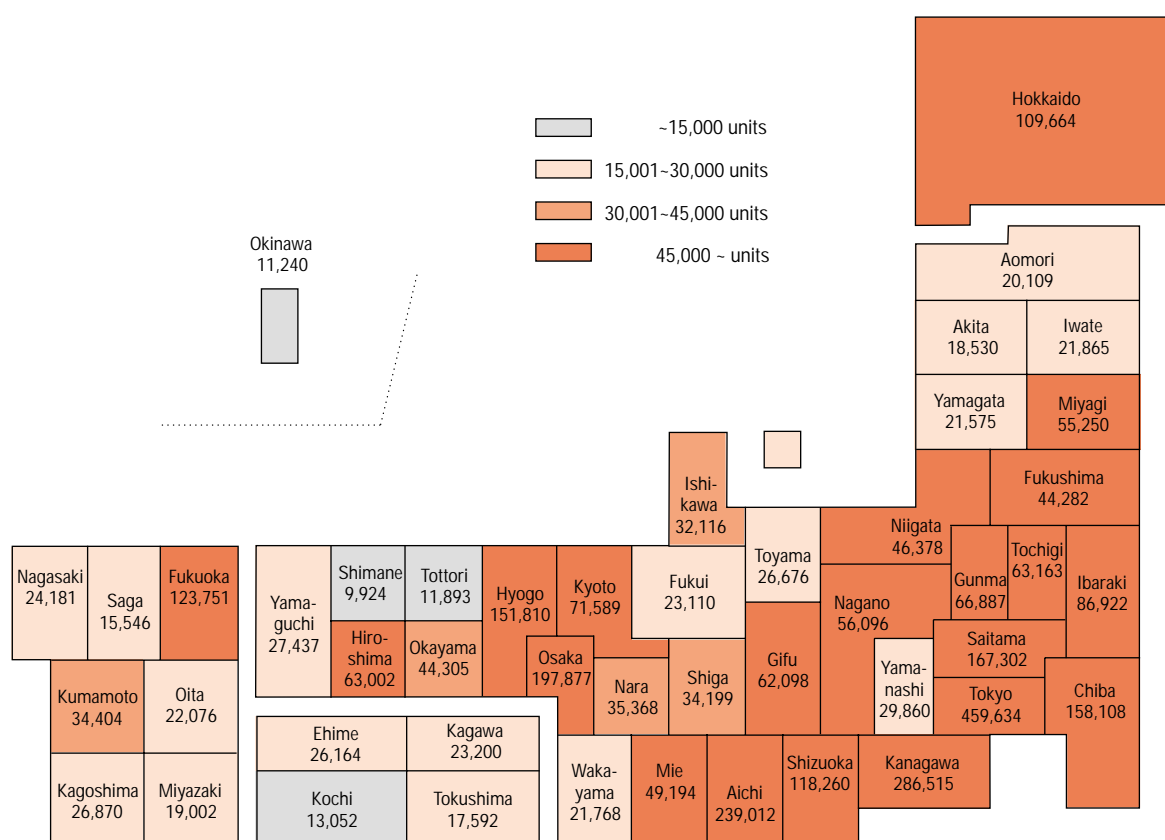 Hokkaido
109,664
~15,000 units
15,001~30,000 units
30,001~45,000 units
45,000 ~ units
Okinawa
11,240
Aomori
20,109
Akita
18,530
Iwate
21,865
Yamagata
21,575
Miyagi
55,250
Fukushima
44,282
Ishi-
kawa
32,116
Niigata
46,378
Toyama
26,676
Tochigi
63,163
Gunma
66,887
Ibaraki
86,922
Nagasaki
24,181
Saga
15,546
Fukuoka
123,751
Yama-
guchi
27,437
Shimane
9,924
Tottori
11,893
Hyogo
151,810
Kyoto
71,589
Fukui
23,110
Nagano
56,096
Hiro-
shima
63,002
Okayama
44,305
Osaka
197,877
Nara
35,368
Shiga
34,199
Gifu
62,098
Yama-
nashi
29,860
Saitama
167,302
Tokyo
459,634
Chiba
158,108
Kumamoto
34,404
Oita
22,076
Ehime
26,164
Kagawa
23,200
Kagoshima
26,870
Miyazaki
19,002
Kochi
13,052
Tokushima
17,592
Waka-
yama
21,768
Mie
49,194
Aichi
239,012
Shizuoka
118,260
Kanagawa
286,515